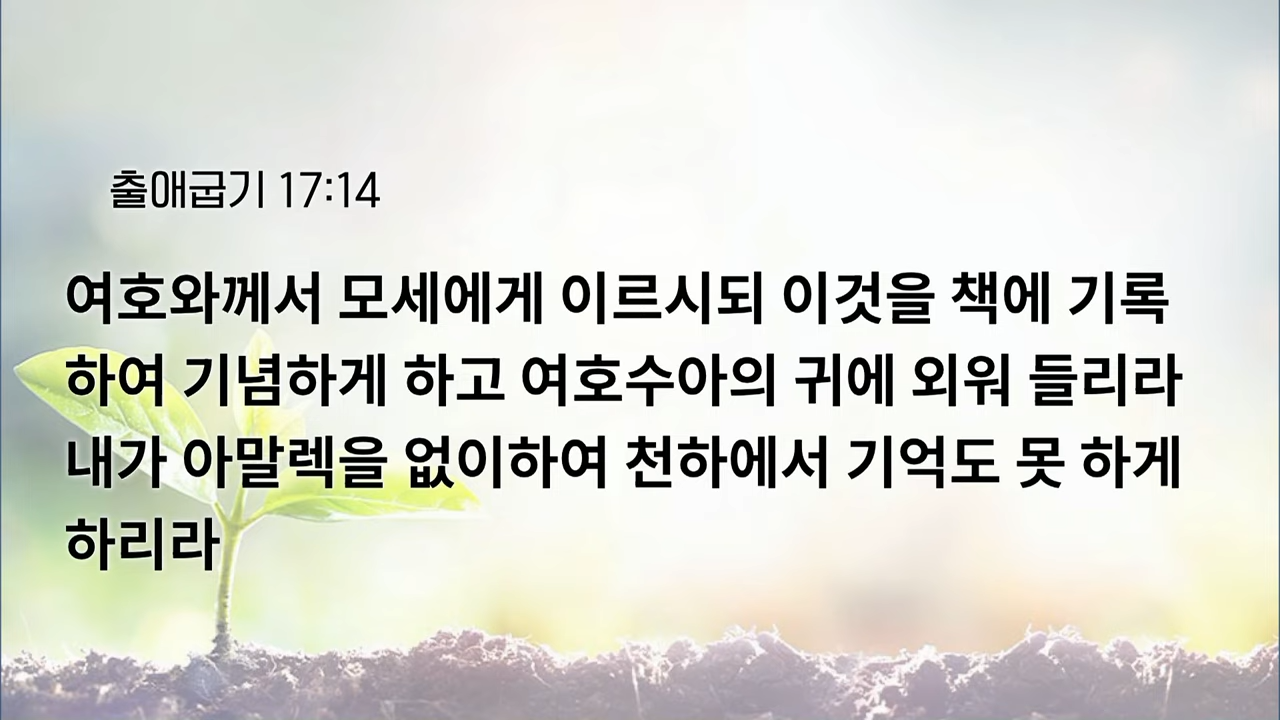 출애굽기 17:14
여호와께서 모세에게 이르시되 이것을 책에 기록
하여 기념하게 하고 여호수아의 귀에 외워 들리라
내가 아말렉을 없이하여 천하에서 기억도 못 하게
하리라